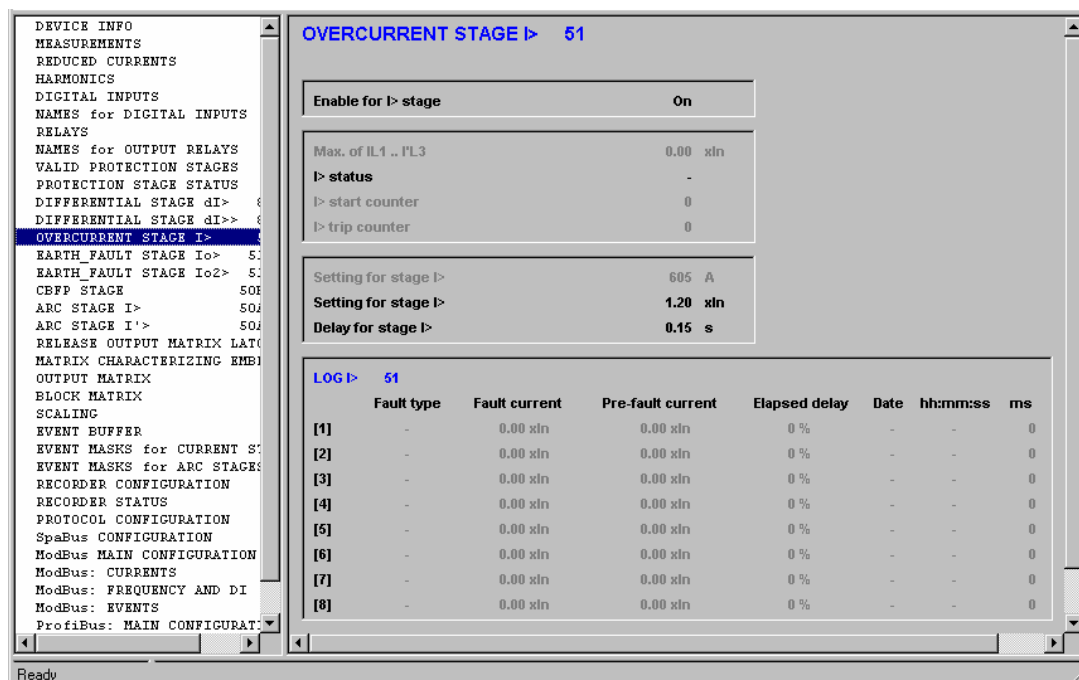 DEVICE INFO
MEASUREMENTS
REDUCED CURRENTS
HARMONICS
DIGITAL INPUTS
NAMES for DIGITAL INPUTS
RELAYS
NAMES for OUTPUT RELAYS
VALID PROTECTION STAGES
PROTECTION STAGE STATUS
DIFFERENTIAL STAGE dI>
DIFFERENTIAL STAGE dI>>
OVERCURRENT STAGE I>
EARTH_FAULT STAGE Io> 5
EARTH_FAULT STAGE Io2> 5
CBFP STAGE 50
ARC STAGE I> 50
ARC STAGE I'> 50
RELEASE OUTPUT MATRIX LAT
MATRIX CHARACTERIZING EMB
OUTPUT MATRIX
BLOCK MATRIX
SCALING
EVENT BUFFER
EVENT MASKS for CURRENT S
EVENT MASKS for ARC STAGES
RECORDER CONFIGURATION
RECORDER STATUS
PROTOCOL CONFIGURATION
SpaBus CONFIGURATION
ModBus MAIN CONFIGURATION
ModBus: CURRENTS
ModBus: FREQUENCY AND DI
ModBus: EVENTS
ProfiBus: MAIN CONFIGURAT
OVERCURRENT STAGE I> 51
Enable for I> stage On
Max. of IL1 .. I'L3 0.00 xIn
I> status -
I> start counter 0
I> trip counter 0
Setting for stage I> 605 A
Setting for stage I> 1.20 xIn
Delay for stage I> 0.15 s
LOG I> 51
Fault type Fault current Pre-fault current Elapsed delay Date hh:mm:ss ms
[1] - 0.00 xIn 0.00 xIn 0 % - - 0
[2] - 0.00 xIn 0.00 xIn 0 % - - 0
[3] - 0.00 xIn 0.00 xIn 0 % - - 0
[4] - 0.00 xIn 0.00 xIn 0 % - - 0
[5] - 0.00 xIn 0.00 xIn 0 % - - 0
[6] - 0.00 xIn 0.00 xIn 0 % - - 0
[7] - 0.00 xIn 0.00 xIn 0 % - - 0
[8] - 0.00 xIn 0.00 xIn 0 % - - 0
Ready